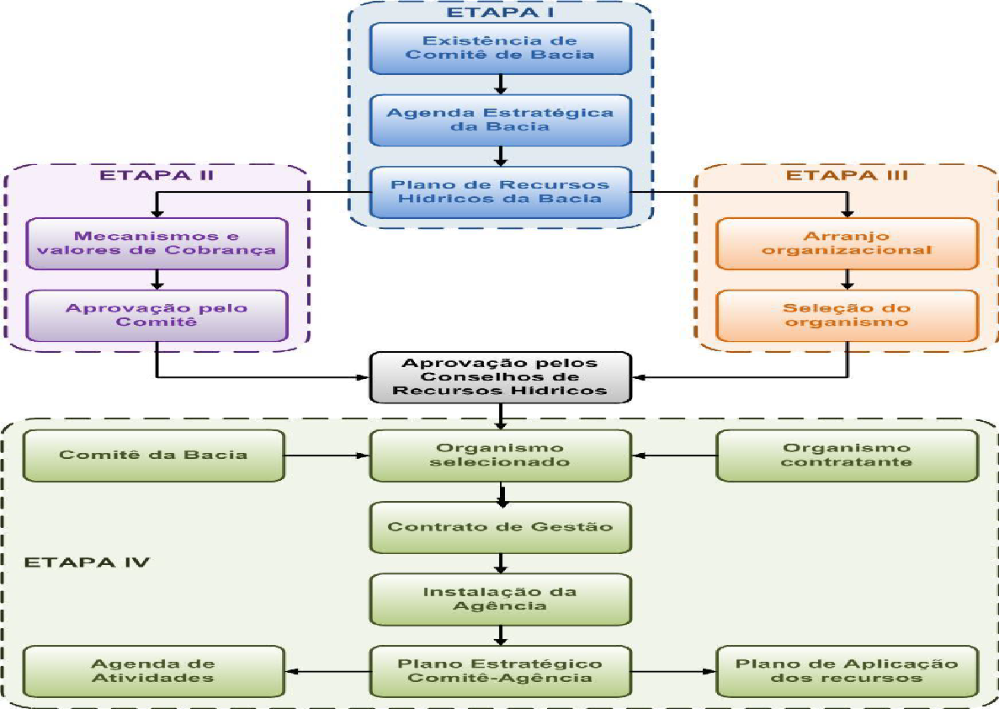 ETAPA I
Existência de
Comitê de Bacia
Agenda Estratégica
da Bacia
Plano de Recursos
Hídricos da Bacia
ETAPA II
Mecanismos e
valores de Cobrança
Aprovação pelo
Comitê
ETAPA III
Arranjo
organizacional
Seleção do
organismo
Aprovação pelos
Conselhos de
Recursos Hídricos
Comitê da Bacia
Organismo
selecionado
Organismo
contratante
Contrato de Gestão
ETAPA IV
Instalação da
Agência
Agenda de
Atividades
Plano Estratégico
Comitê-Agência
Plano de Aplicação
dos recursos